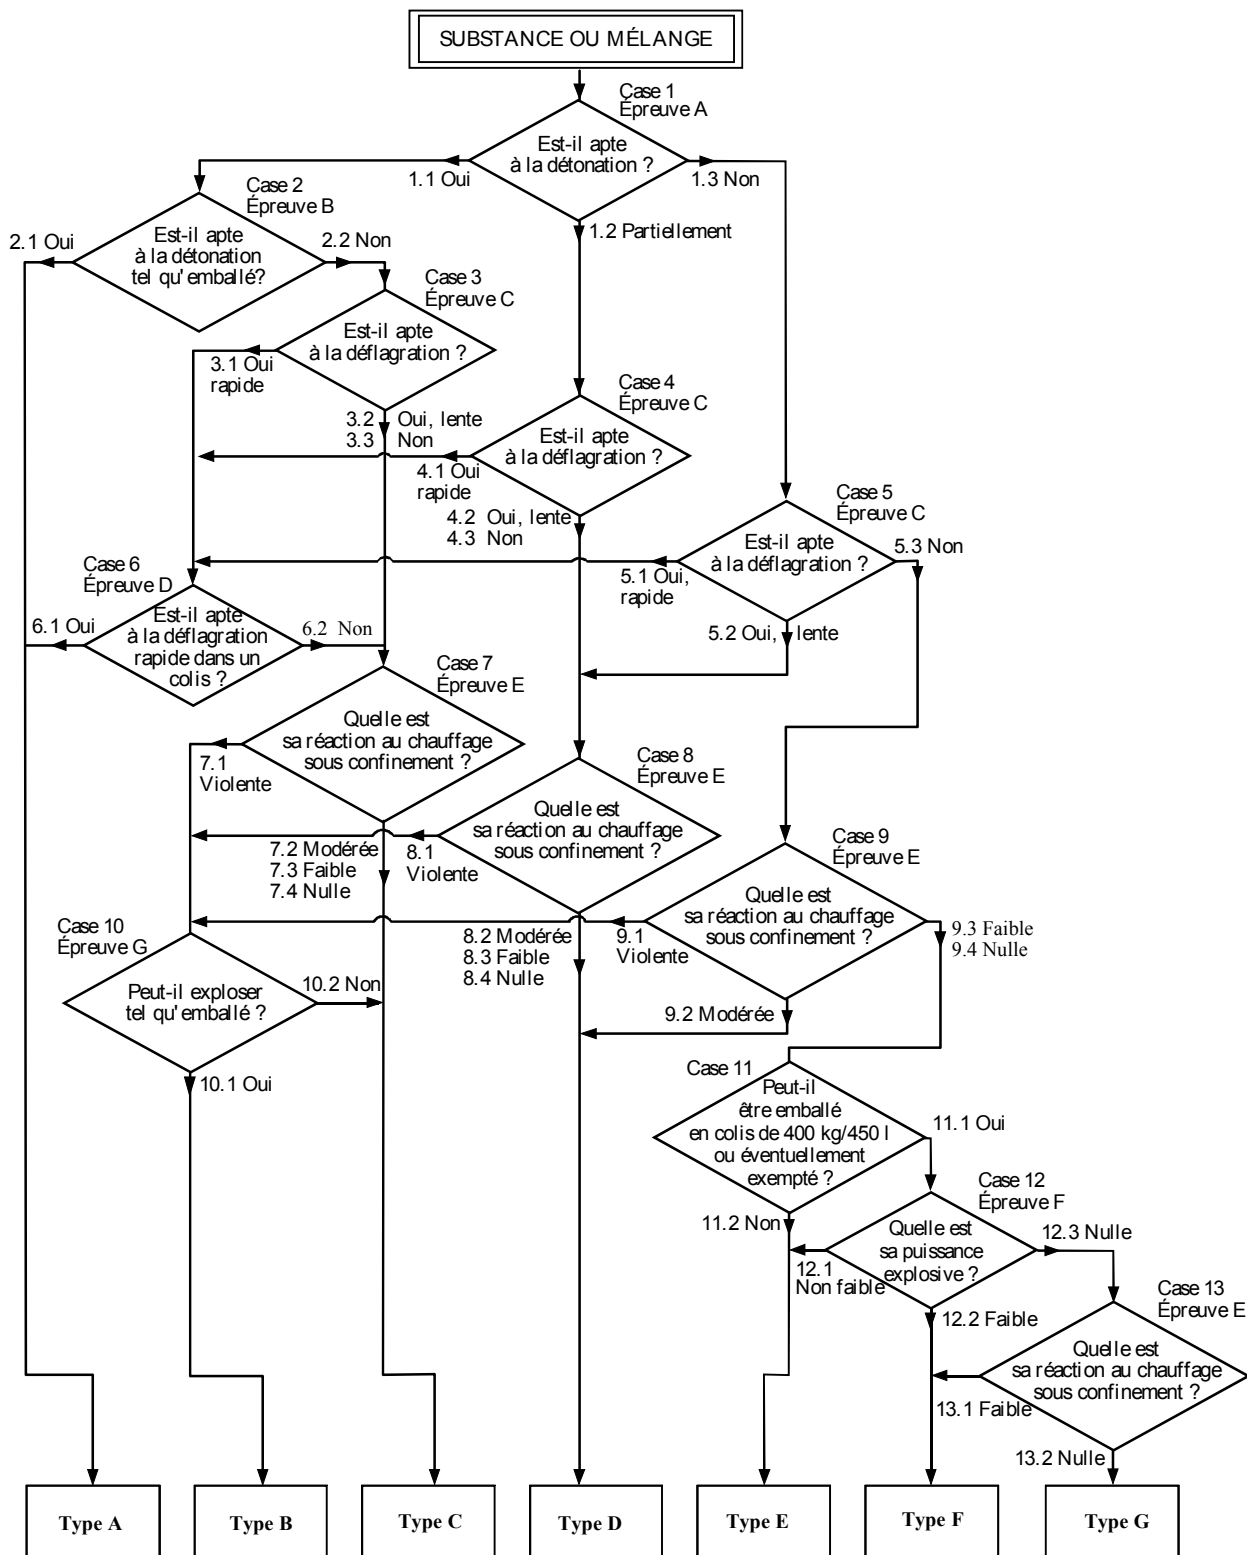 SUBSTANCE OU MÉLANGE
Case 1
Épreuve A
Est-il apte
à la détonation ?
1.1 Oui
1.3 Non
1.2 Partiellement
Case 2
Épreuve B
Est-il apte
à la détonation
tel qu'emballé?
2.1 Oui
2.2 Non
Case 3
Épreuve C
Est-il apte
à la déflagration ?
3.1 Oui
rapide
3.2 Oui, lente
3.3 Non
Case 4
Épreuve C
Est-il apte
à la déflagration ?
4.1 Oui
rapide
4.2 Oui, lente
4.3 Non
Case 5
Épreuve C
Est-il apte
à la déflagration ?
5.3 Non
5.1 Oui,
rapide
5.2 Oui, lente
Case 6
Épreuve D
Est-il apte
à la déflagration
rapide dans un
colis ?
6.1 Oui
6.2 Non
Case 7
Épreuve E
Quelle est
sa réaction au chauffage
sous confinement ?
7.1
Violente
7.2 Modérée
7.3 Faible
7.4 Nulle
Case 8
Épreuve E
Quelle est
sa réaction au chauffage
sous confinement ?
8.1
Violente
8.2 Modérée
8.3 Faible
8.4 Nulle
Case 9
Épreuve E
Quelle est
sa réaction au chauffage
sous confinement ?
9.1
Violente
9.3 Faible
9.4 Nulle
9.2 Modérée
Case 10
Épreuve G
Peut-il exploser
tel qu'emballé ?
10.2 Non
10.1 Oui
Case 11
Peut-il
être emballé
en colis de 400 kg/450 l
ou éventuellement
exempté ?
11.1 Oui
11.2 Non
Case 12
Épreuve F
Quelle est
sa puissance
explosive ?
12.3 Nulle
12.1
Non faible
12.2 Faible
Case 13
Épreuve E
Quelle est
sa réaction au chauffage
sous confinement ?
13.1 Faible
13.2 Nulle
Type A
Type B
Type C
Type D
Type E
Type F
Type G